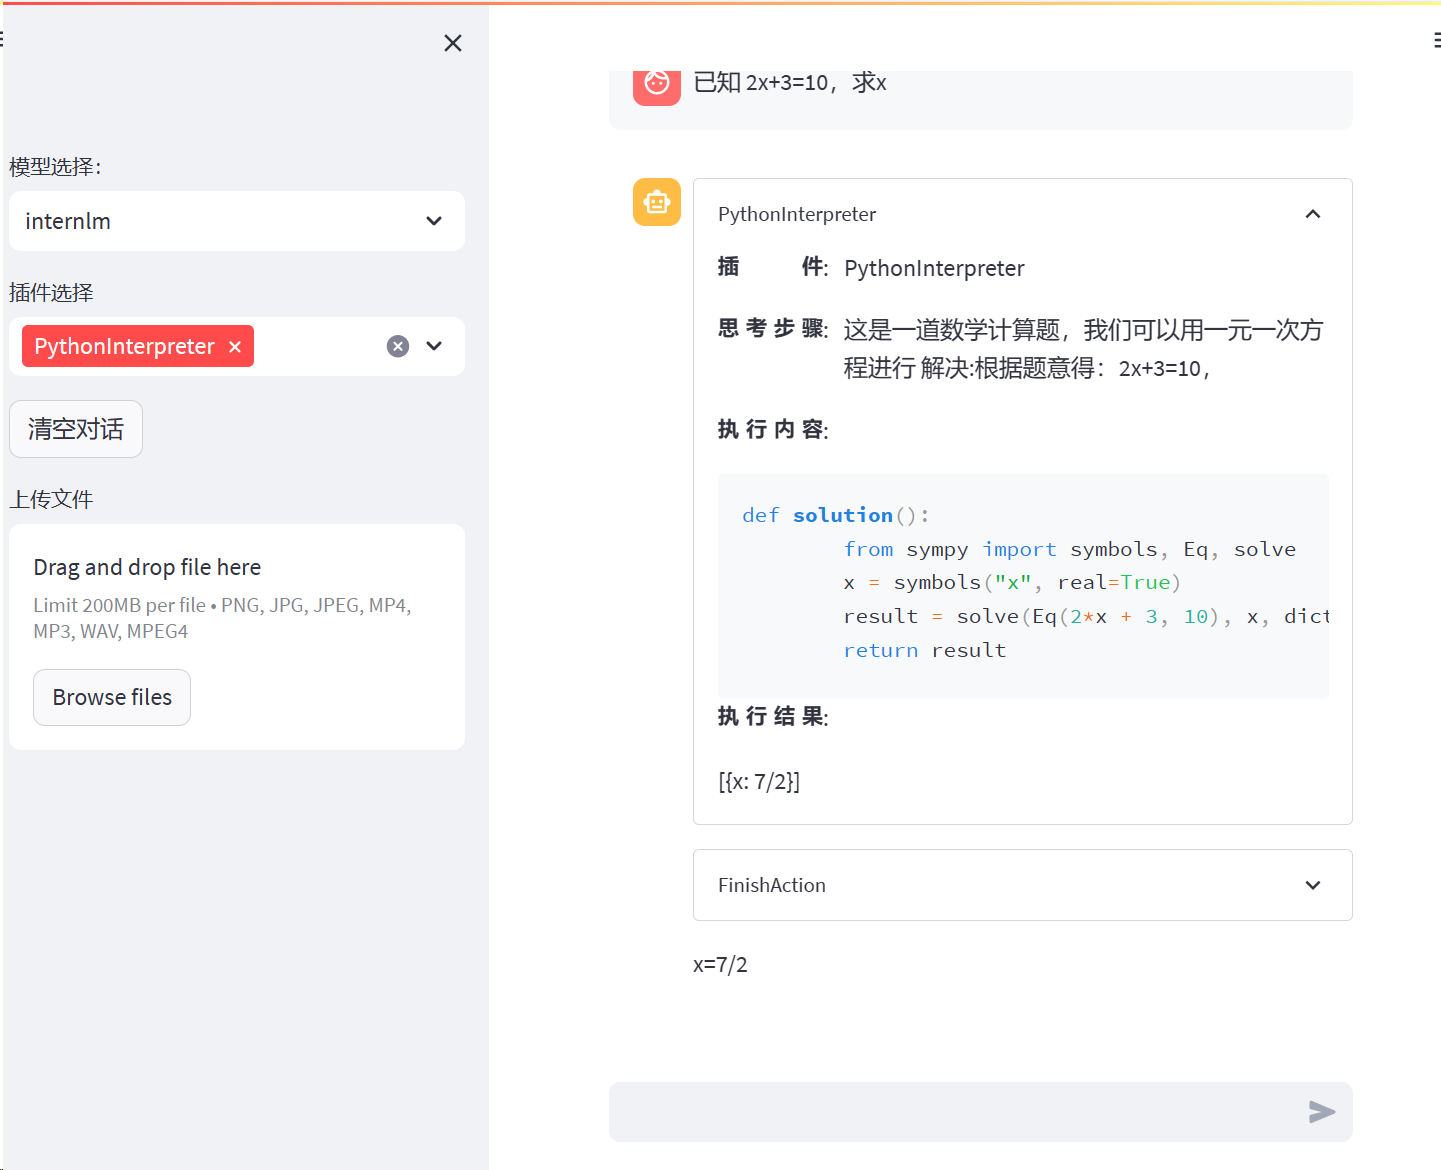 模型选择：
internlm
插件选择
PythonInterpreter
清空对话
上传文件
Drag and drop file here
Limit 200MB per file • PNG, JPG, JPEG, MP4,
MP3, WAV, MPEG4
Browse files
已知 2x+3=10，求x
PythonInterpreter
插 件: PythonInterpreter
思 考 步 骤: 这是一道数学计算题，我们可以用一元一次方
程进行 解决:根据题意得：2x+3=10，
执 行 内 容:
def solution():
from sympy import symbols, Eq, solve
x = symbols("x", real=True)
result = solve(Eq(2*x + 3, 10), x, dict
return result
执 行 结 果:
[{x: 7/2}]
FinishAction
x=7/2